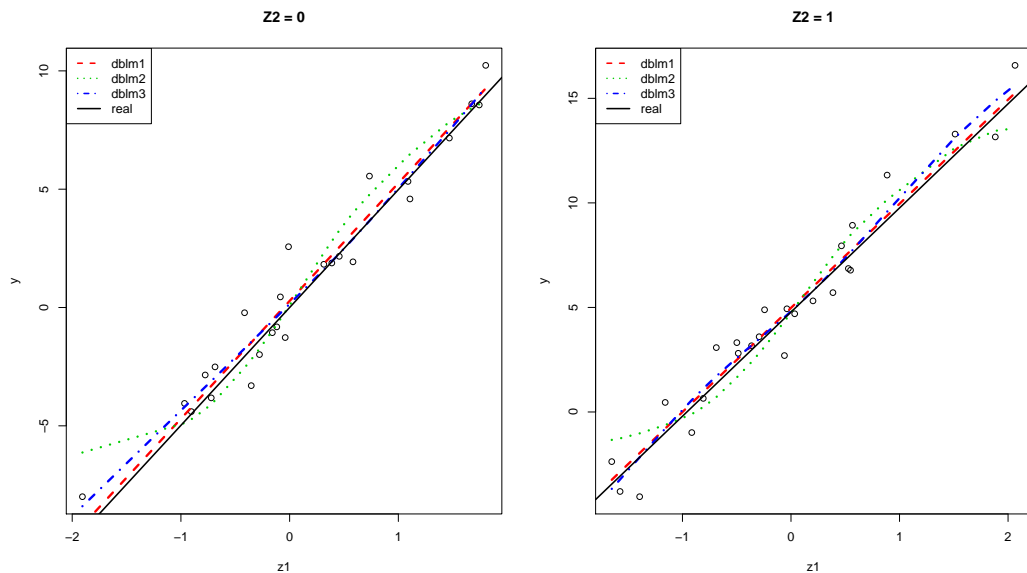 Z2 = 0
dblm1
dblm2
dblm3
real
10
5
0
−5
y
−2
−1
0
1
z1
Z2 = 1
dblm1
dblm2
dblm3
real
15
10
5
0
y
−1
0
1
2
z1